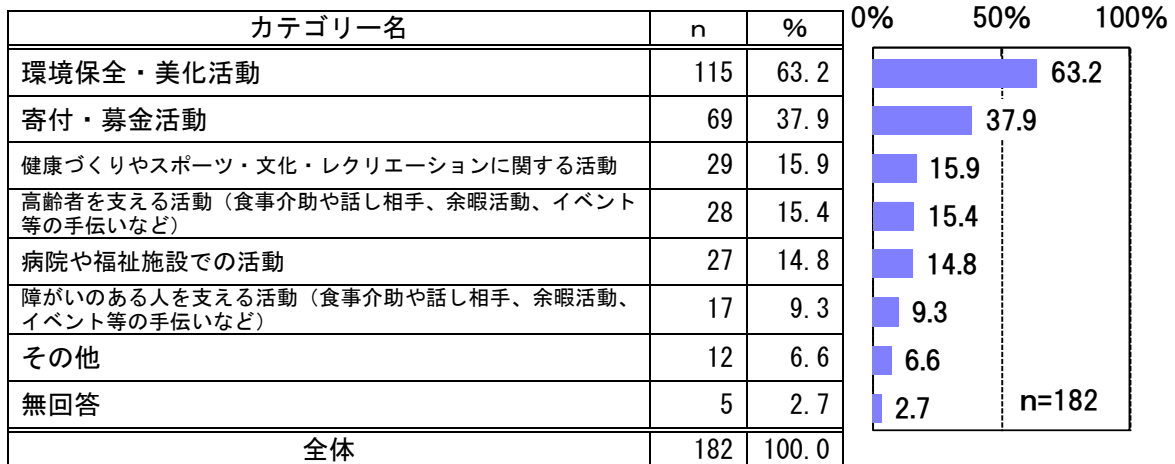 カテゴリー名 n % 0% 50% 100%
環境保全・美化活動 115 63.2 63.2
寄付・募金活動 69 37.9 37.9
健康づくりやスポーツ・文化・レクリエーションに関する活動 29 15.9 15.9
高齢者を支える活動（食事介助や話し相手、余暇活動、イベント
等の手伝いなど） 28 15.4 15.4
病院や福祉施設での活動 27 14.8 14.8
障がいのある人を支える活動（食事介助や話し相手、余暇活動、
イベント等の手伝いなど） 17 9.3 9.3
その他 12 6.6 6.6
無回答 5 2.7 2.7 n=182
全体 182 100.0